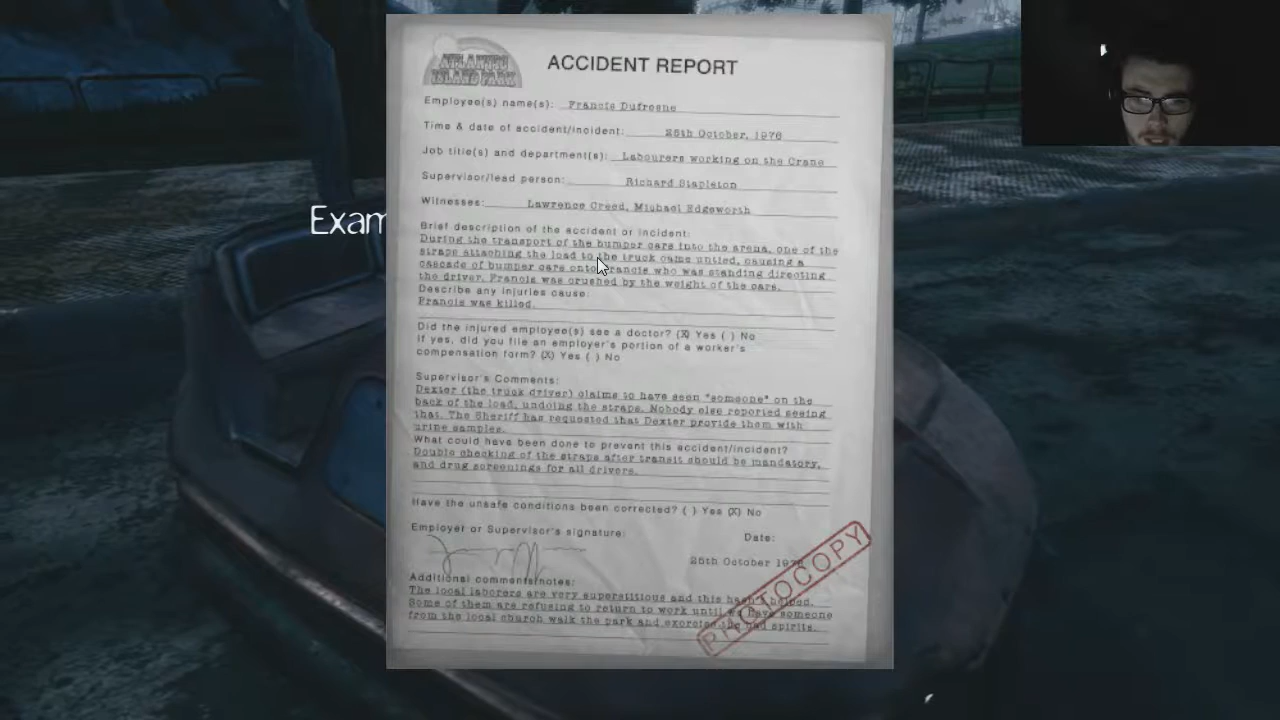 ATLANTIC
ISLAND PARK
ACCIDENT REPORT
Employee(s) name(s): Francis Dufresne
Time & date of accident/incident: 25th October, 1976
Job title(s) and department(s): Labourers working on the Crane
Supervisor/lead person: Richard Stapleton
Witnesses: Lawrence Creed, Michael Edgeworth
Exam
Brief description of the accident or incident:
During the transport of the bumper cars into the arena, one of the
straps attaching the load to the truck came untied, causing a
cascade of bumper cars onto Francis who was standing directing
the driver. Francis was crushed by the weight of the cars.
Describe any injuries cause:
Francis was killed.
Did the injured employee(s) see a doctor? (X) Yes ( ) No
If yes, did you file an employer's portion of a worker's
compensation form? (X) Yes ( ) No
Supervisor's Comments:
Dexter (the truck driver) claims to have seen "someone" on the
back of the load, undoing the straps. Nobody else reported seeing
that. The Sheriff has requested that Dexter provide them with
urine samples.
What could have been done to prevent this accident/incident?
Double checking of the straps after transit should be mandatory,
and drug screenings for all drivers.
Have the unsafe conditions been corrected? ( ) Yes (X) No
Employer or Supervisor's signature:
Date:
25th October 1976
Additional comments/notes:
The local laborers are very superstitious and this hasn't helped.
Some of them are refusing to return to work until we have someone
from the local church walk the park and exorcise the bad spirits.
PHOTOCOPY